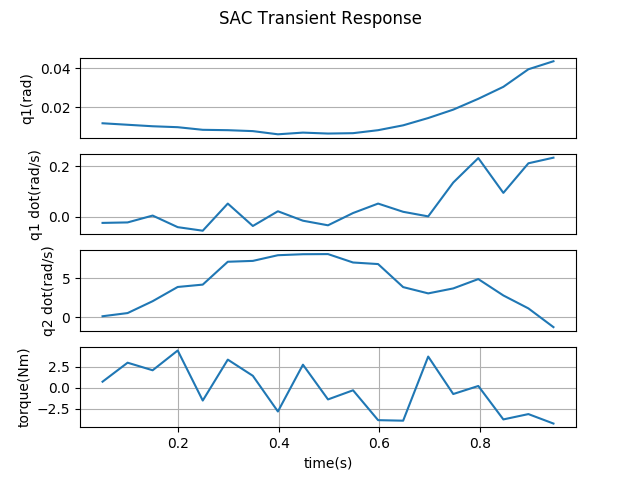 SAC Transient Response
0.04
0.02
q1(rad)
0.2
0.0
q1 dot(rad/s)
5
0
q2 dot(rad/s)
2.5
0.0
−2.5
torque(Nm)
0.2 0.4 0.6 0.8
time(s)